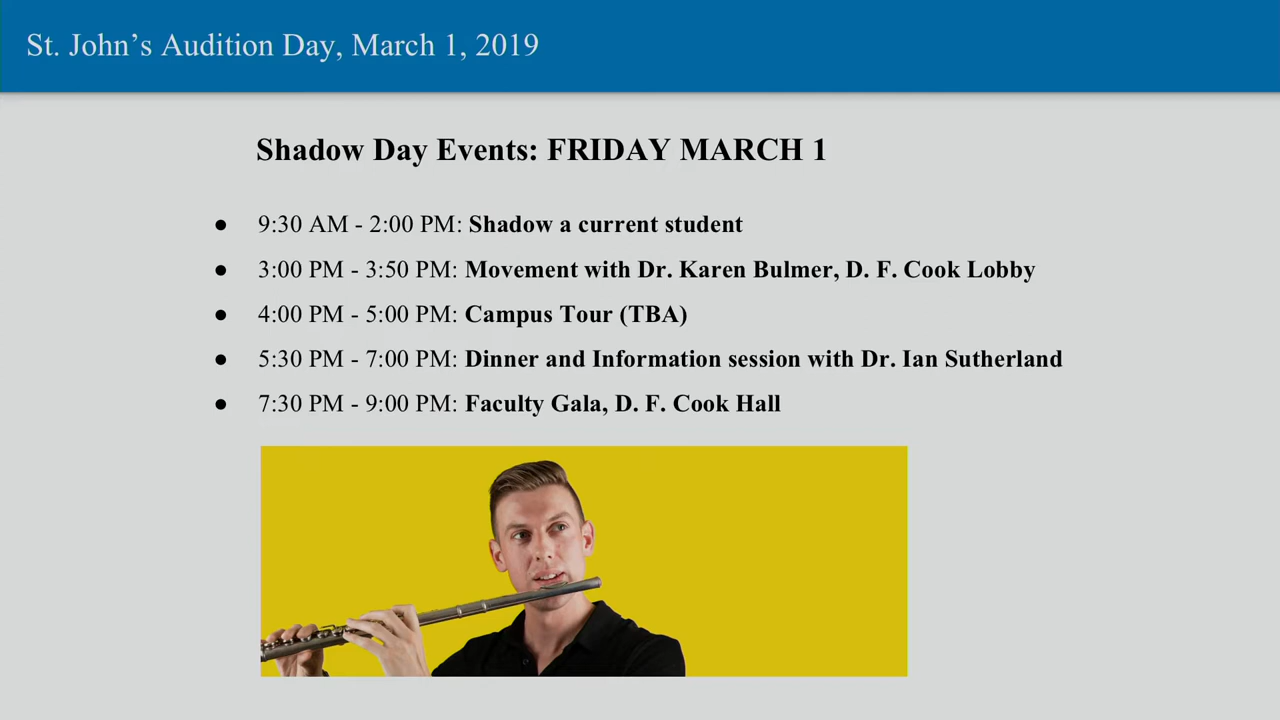 St. John’s Audition Day, March 1, 2019
Shadow Day Events: FRIDAY MARCH 1
● 9:30 AM - 2:00 PM: Shadow a current student
● 3:00 PM - 3:50 PM: Movement with Dr. Karen Bulmer, D. F. Cook Lobby
● 4:00 PM - 5:00 PM: Campus Tour (TBA)
● 5:30 PM - 7:00 PM: Dinner and Information session with Dr. Ian Sutherland
● 7:30 PM - 9:00 PM: Faculty Gala, D. F. Cook Hall